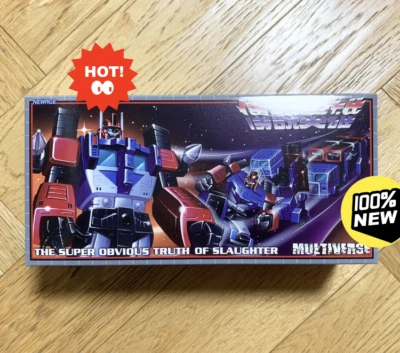 HOT!
NEWAGE
100%
NEW
THE SUPER OBVIOUS TRUTH OF SLAUGHTER
MULTIVERSE